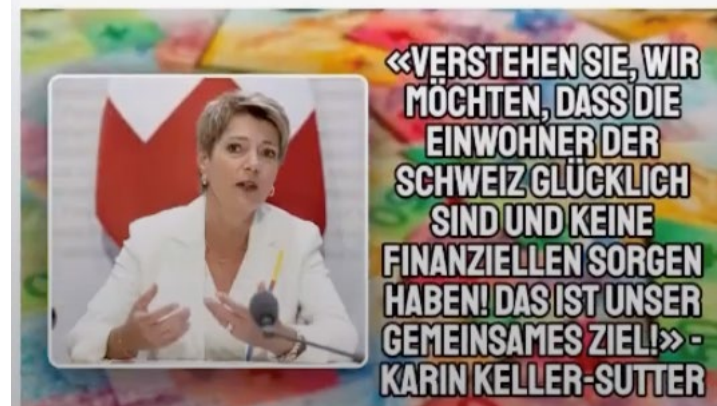 «VERSTEHEN SIE, WIR
MÖCHTEN, DASS DIE
EINWOHNER DER
SCHWEIZ GLÜCKLICH
SIND UND KEINE
FINANZIELLEN SORGEN
HABEN! DAS IST UNSER
GEMEINSAMES ZIEL!» -
KARIN KELLER-SUTTER